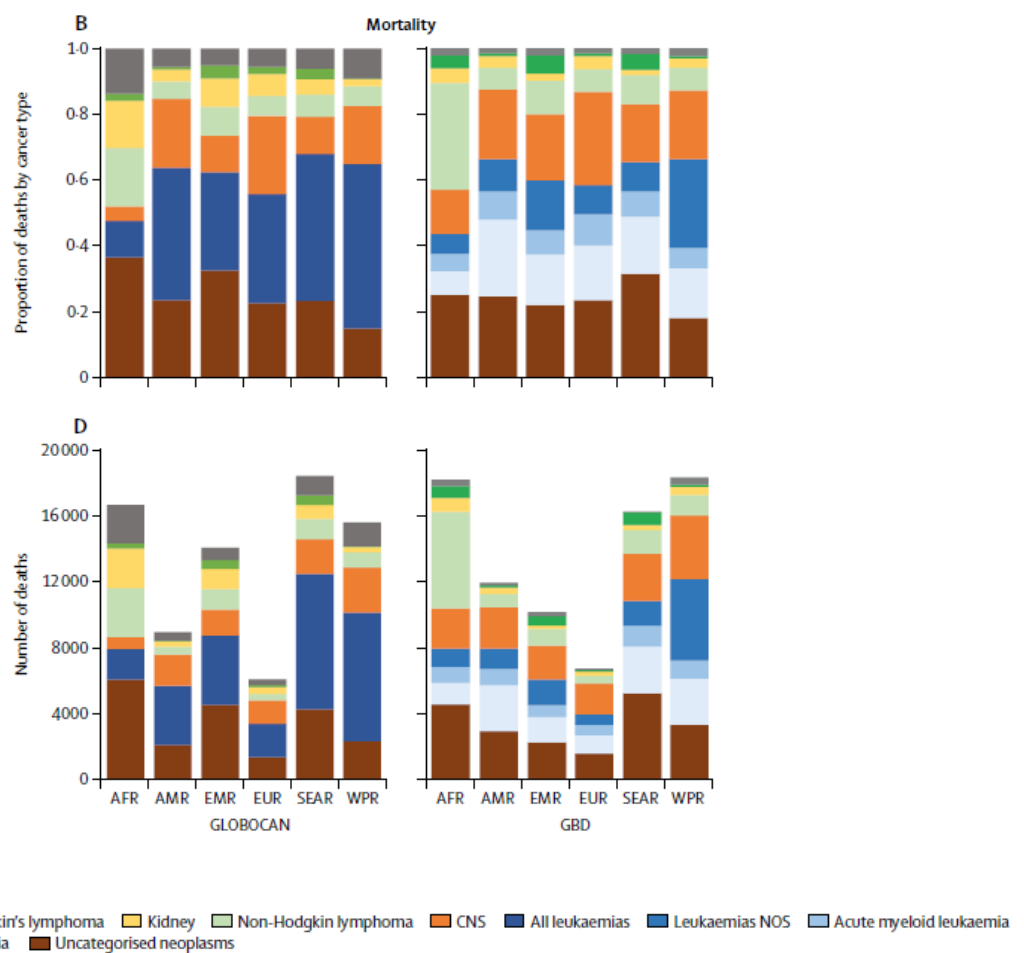 B
Mortality
1·0
0·8
0·6
0·4
0·2
0
Proportion of deaths by cancer type
D
20 000
16 000
12 000
8000
4000
0
Number of deaths
AFR AMR EMR EUR SEAR WPR AFR AMR EMR EUR SEAR WPR
GLOBOCAN GBD
kin's lymphoma Kidney Non-Hodgkin lymphoma CNS All leukaemias Leukaemias NOS Acute myeloid leukaemia
ia Uncategorised neoplasms